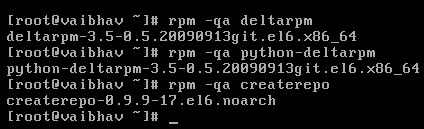 [root@vaibhav ~]# rpm -qa deltarpm
deltarpm-3.5-0.5.20090913git.el6.x86_64
[root@vaibhav ~]# rpm -qa python-deltarpm
python-deltarpm-3.5-0.5.20090913git.el6.x86_64
[root@vaibhav ~]# rpm -qa createrepo
createrepo-0.9.9-17.el6.noarch
[root@vaibhav ~]# _